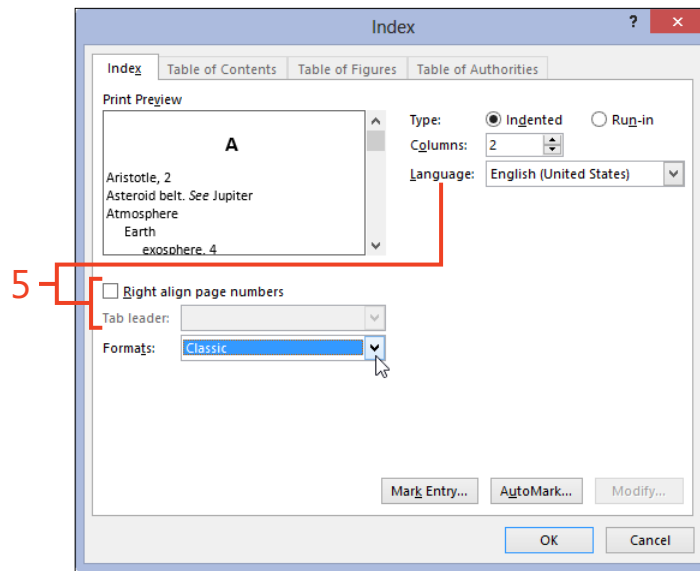 Index
? ×
Index Table of Contents Table of Figures Table of Authorities
Print Preview
A
Aristotle, 2
Asteroid belt. See Jupiter
Atmosphere
Earth
exosphere, 4
Type: Indented Run-in
Columns: 2
Language: English (United States)
5
Right align page numbers
Tab leader:
Formats: Classic
Mark Entry... AutoMark... Modify...
OK Cancel